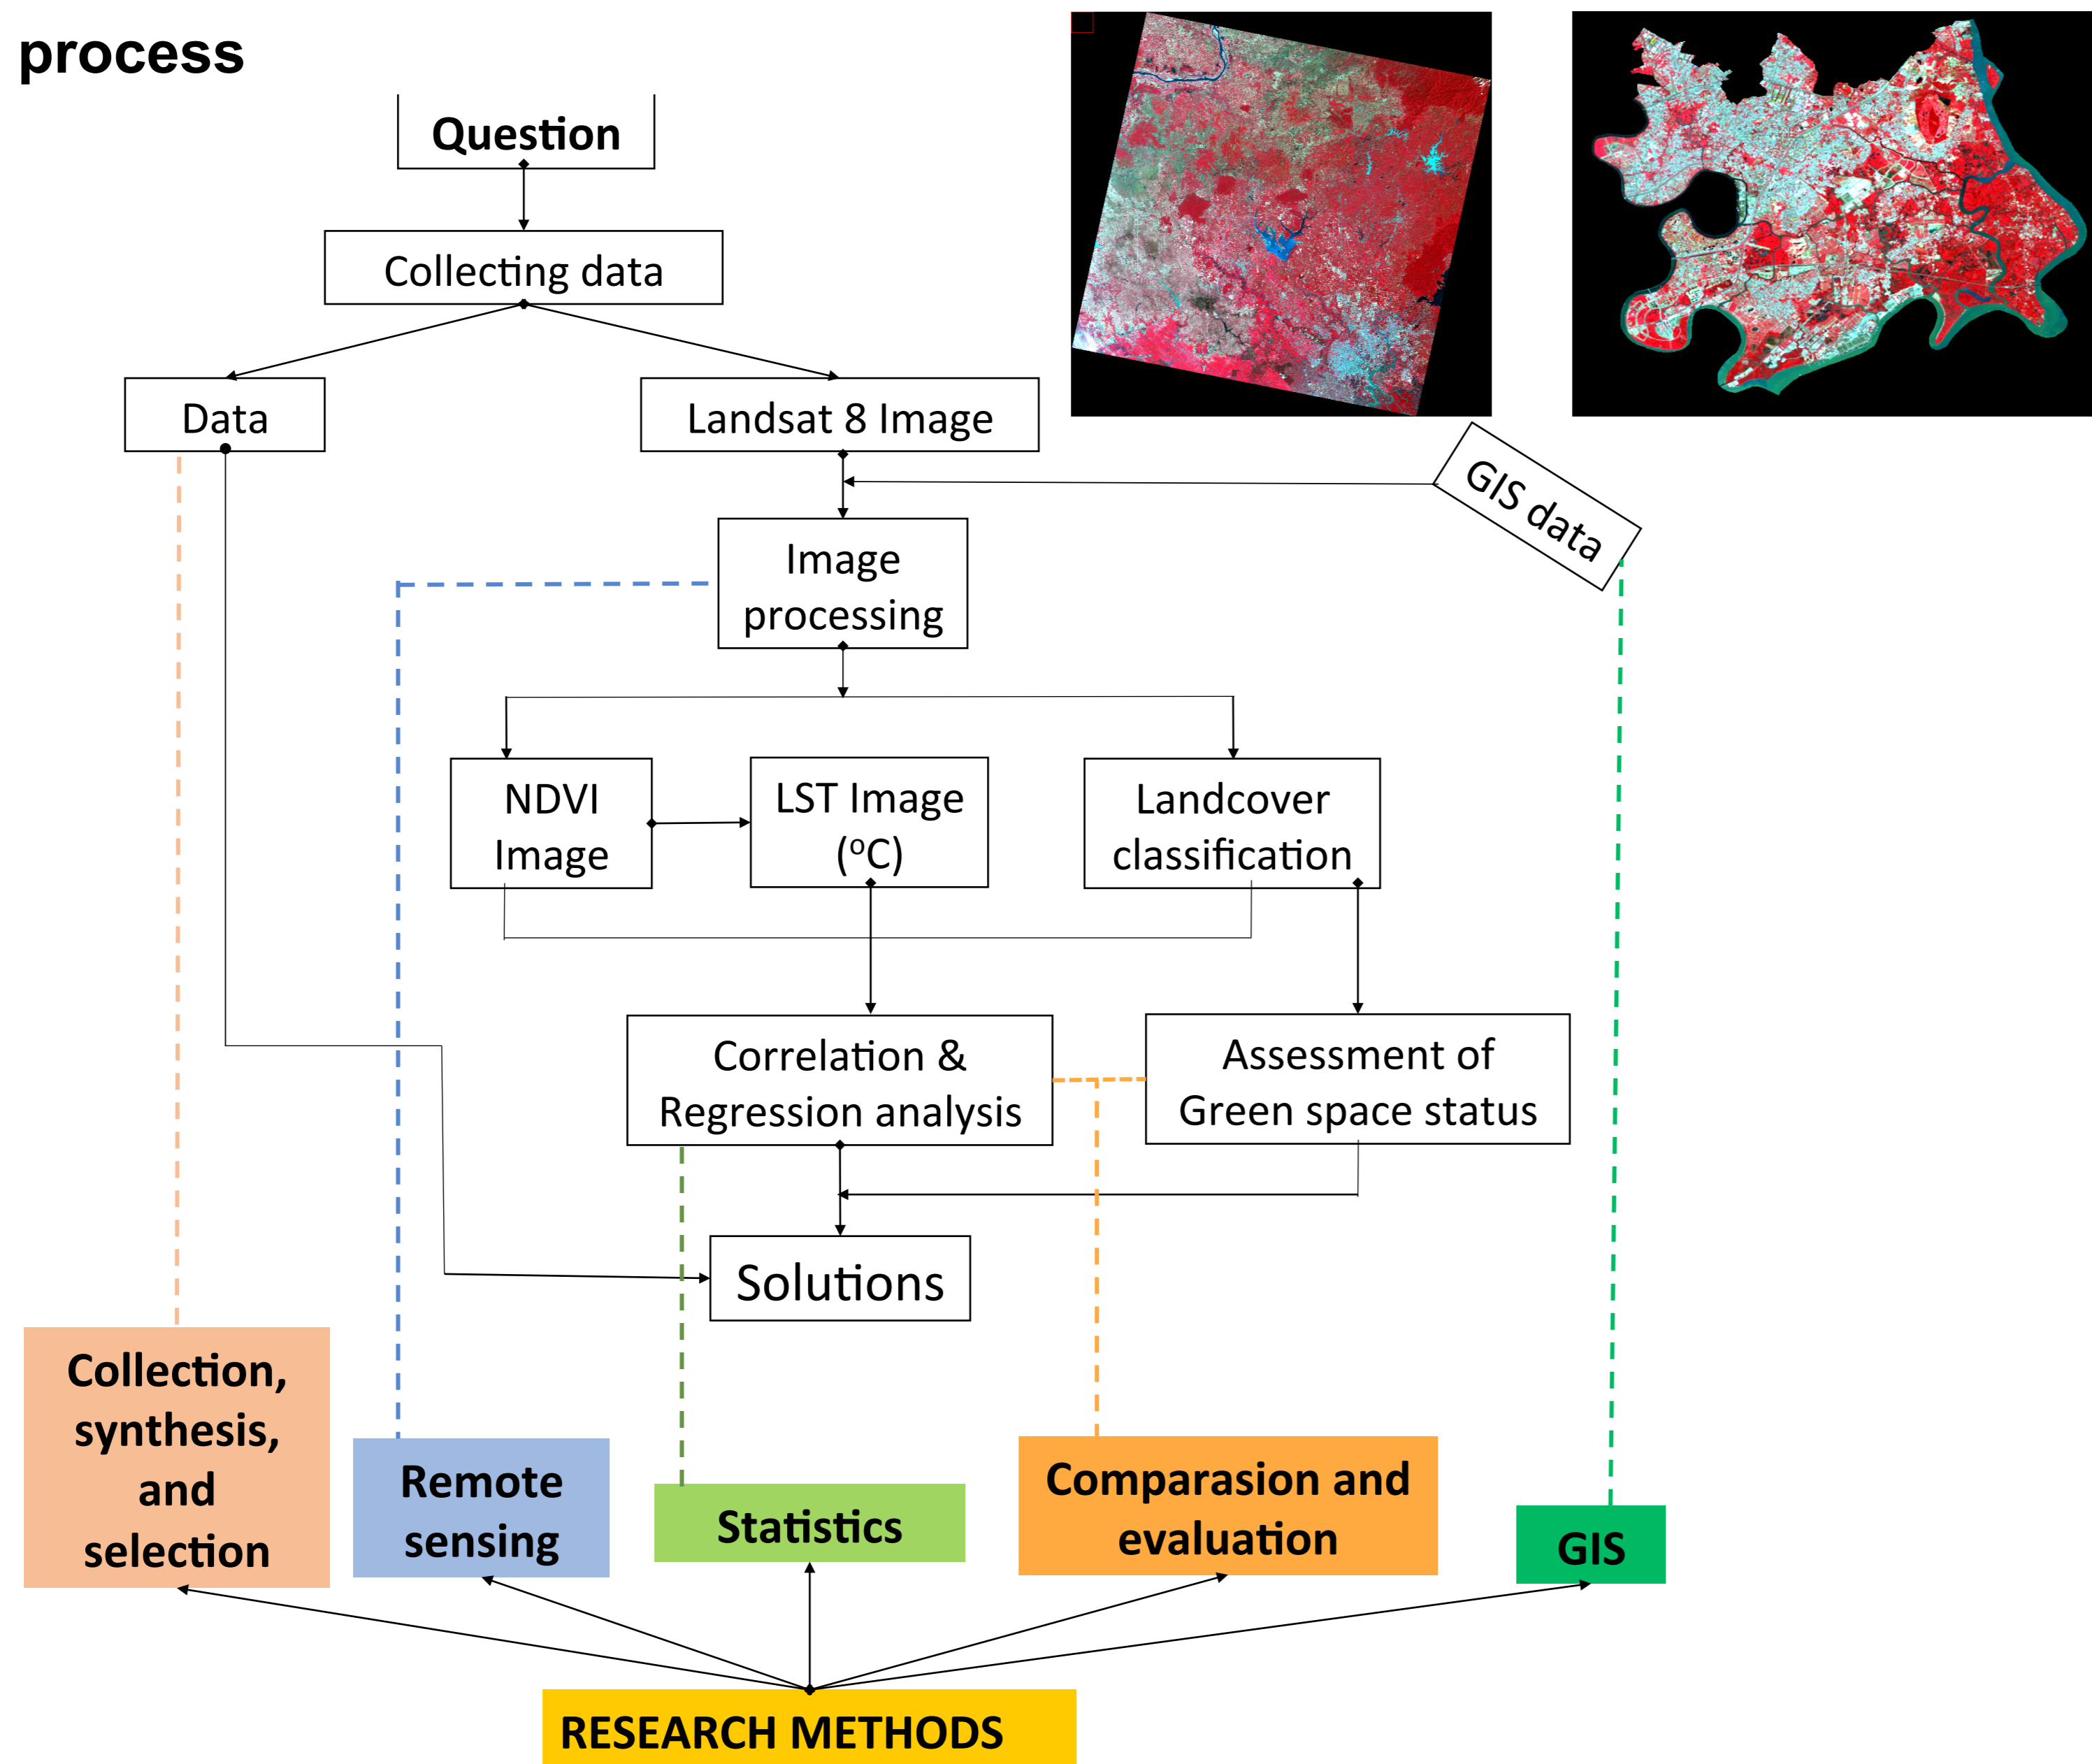 process
Question
Collecting data
Data
Landsat 8 Image
GIS data
Image
processing
NDVI
Image
LST Image
(ºC)
Landcover
classification
Correlation &
Regression analysis
Assessment of
Green space status
Solutions
Collection,
synthesis,
and
selection
Remote
sensing
Statistics
Comparasion and
evaluation
GIS
RESEARCH METHODS